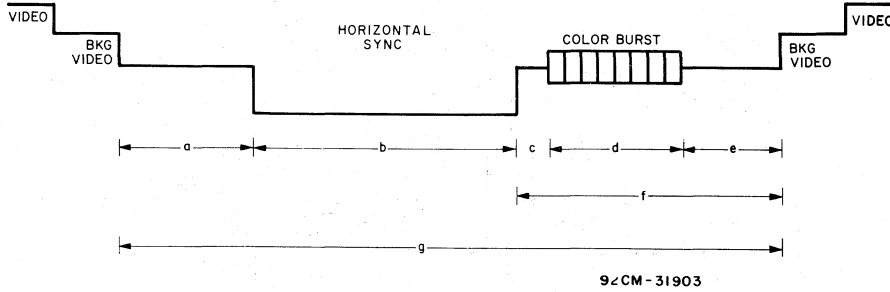 VIDEO
BKG
VIDEO
HORIZONTAL
SYNC
COLOR BURST
BKG
VIDEO
VIDEO
a
b
c
d
e
f
g
92CM-31903